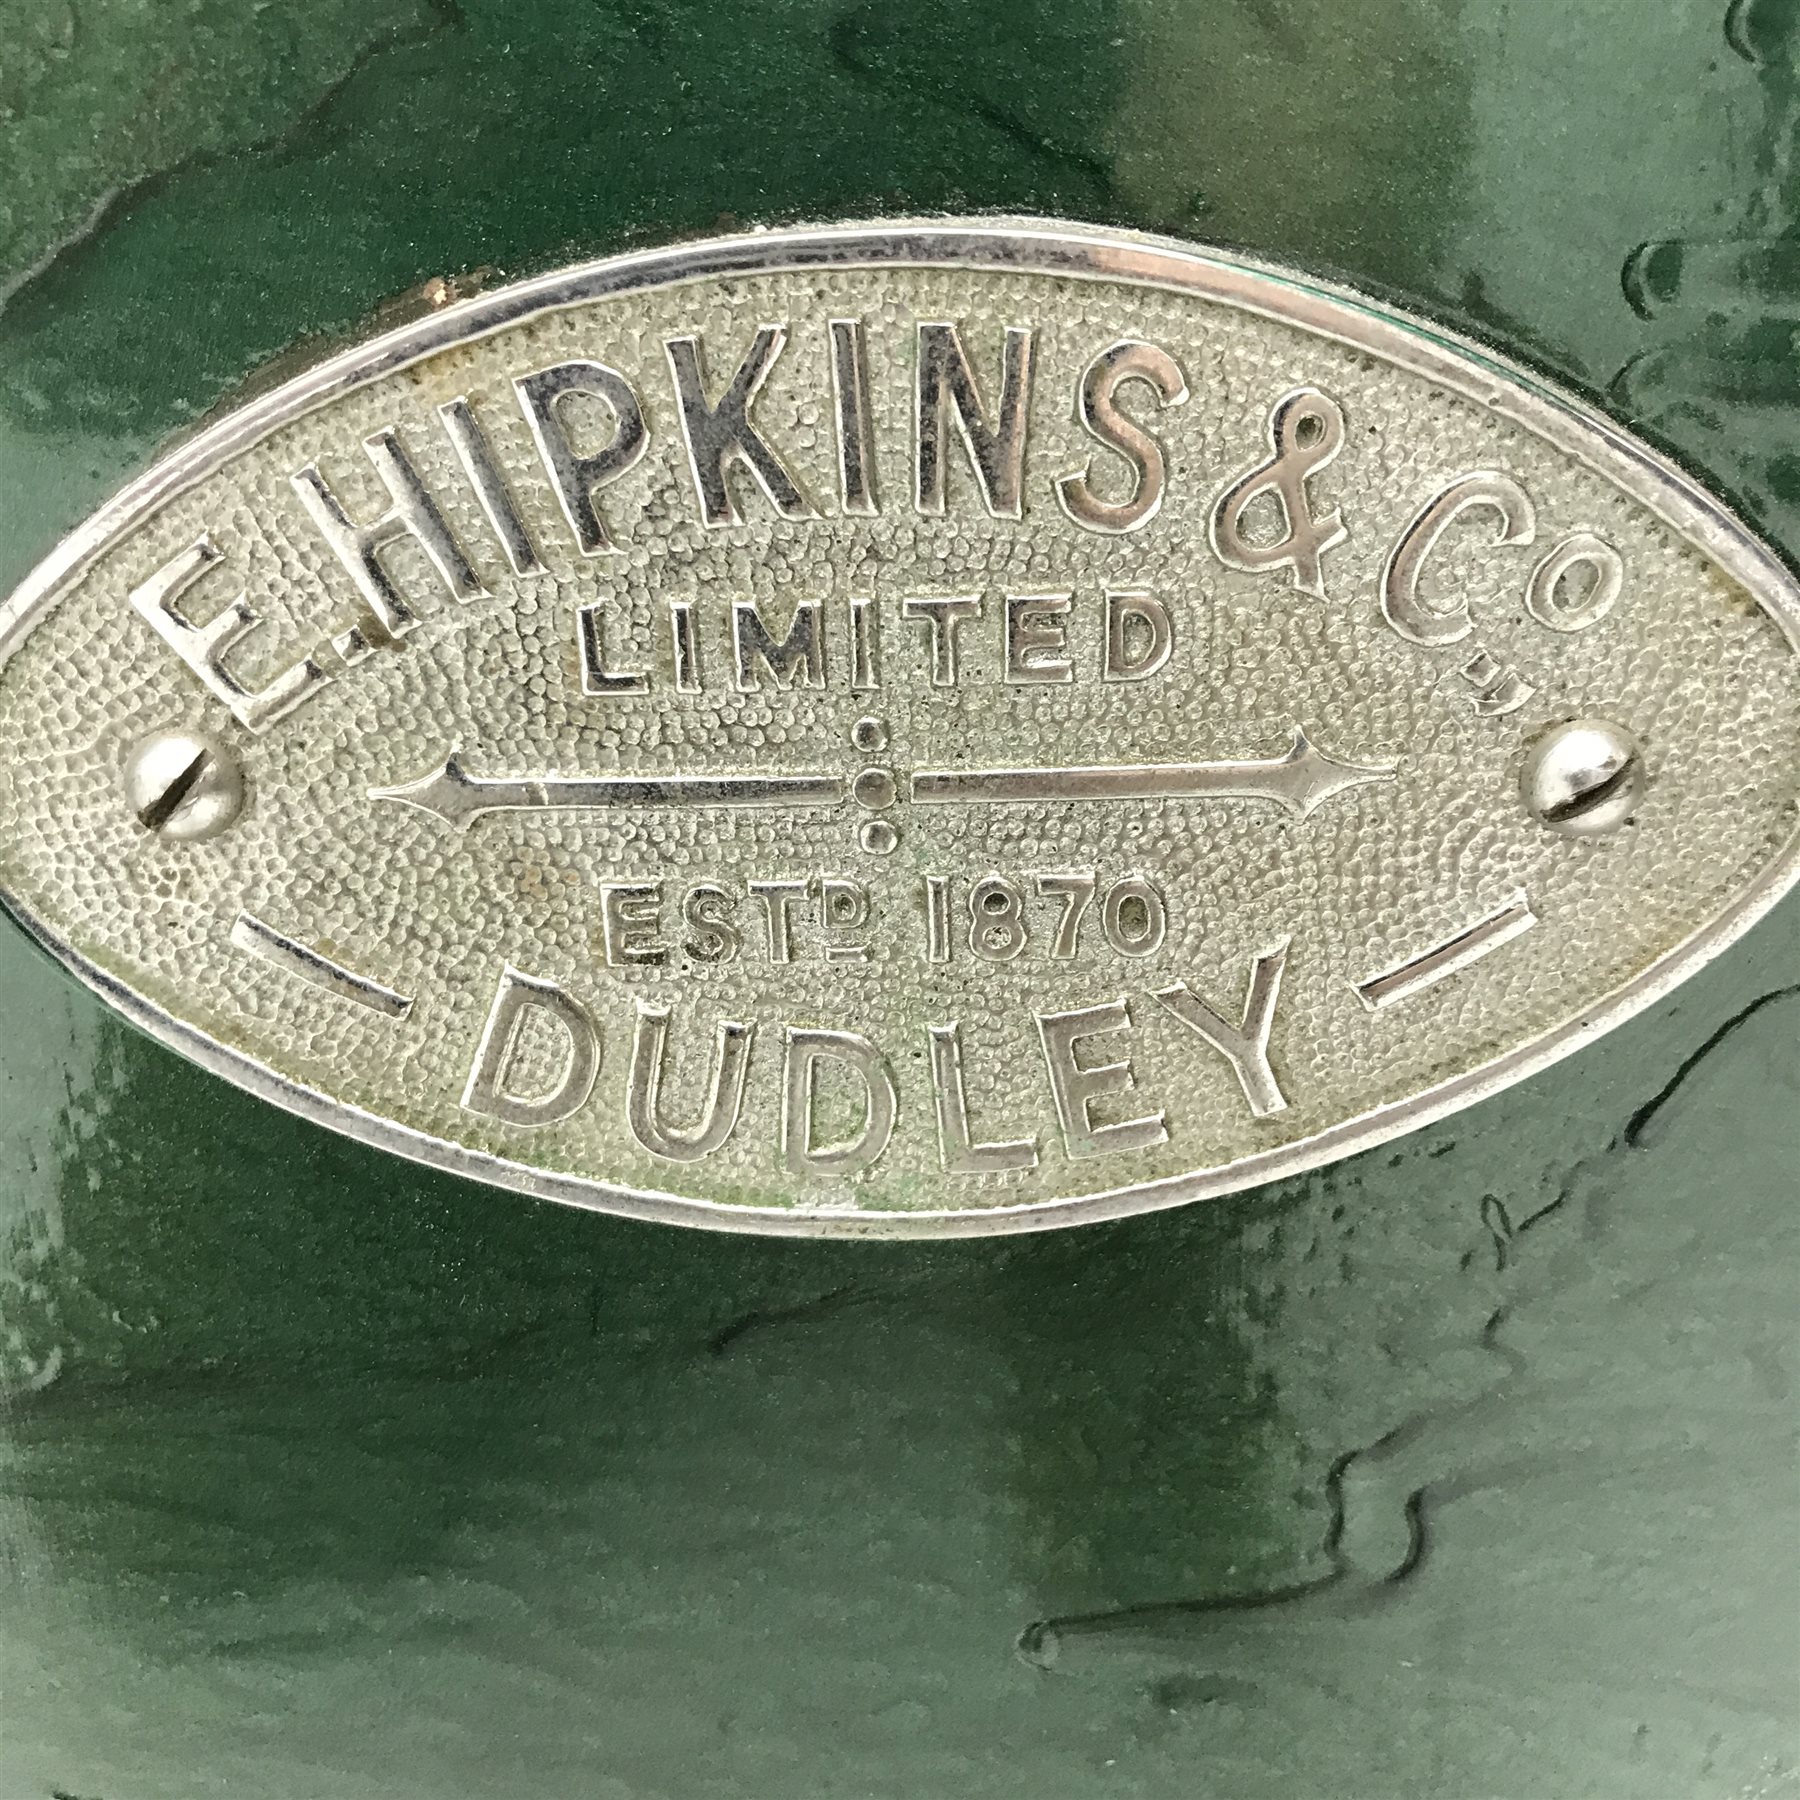 E. HIPKINS & Co.,
LIMITED
ESTD 1870
DUDLEY